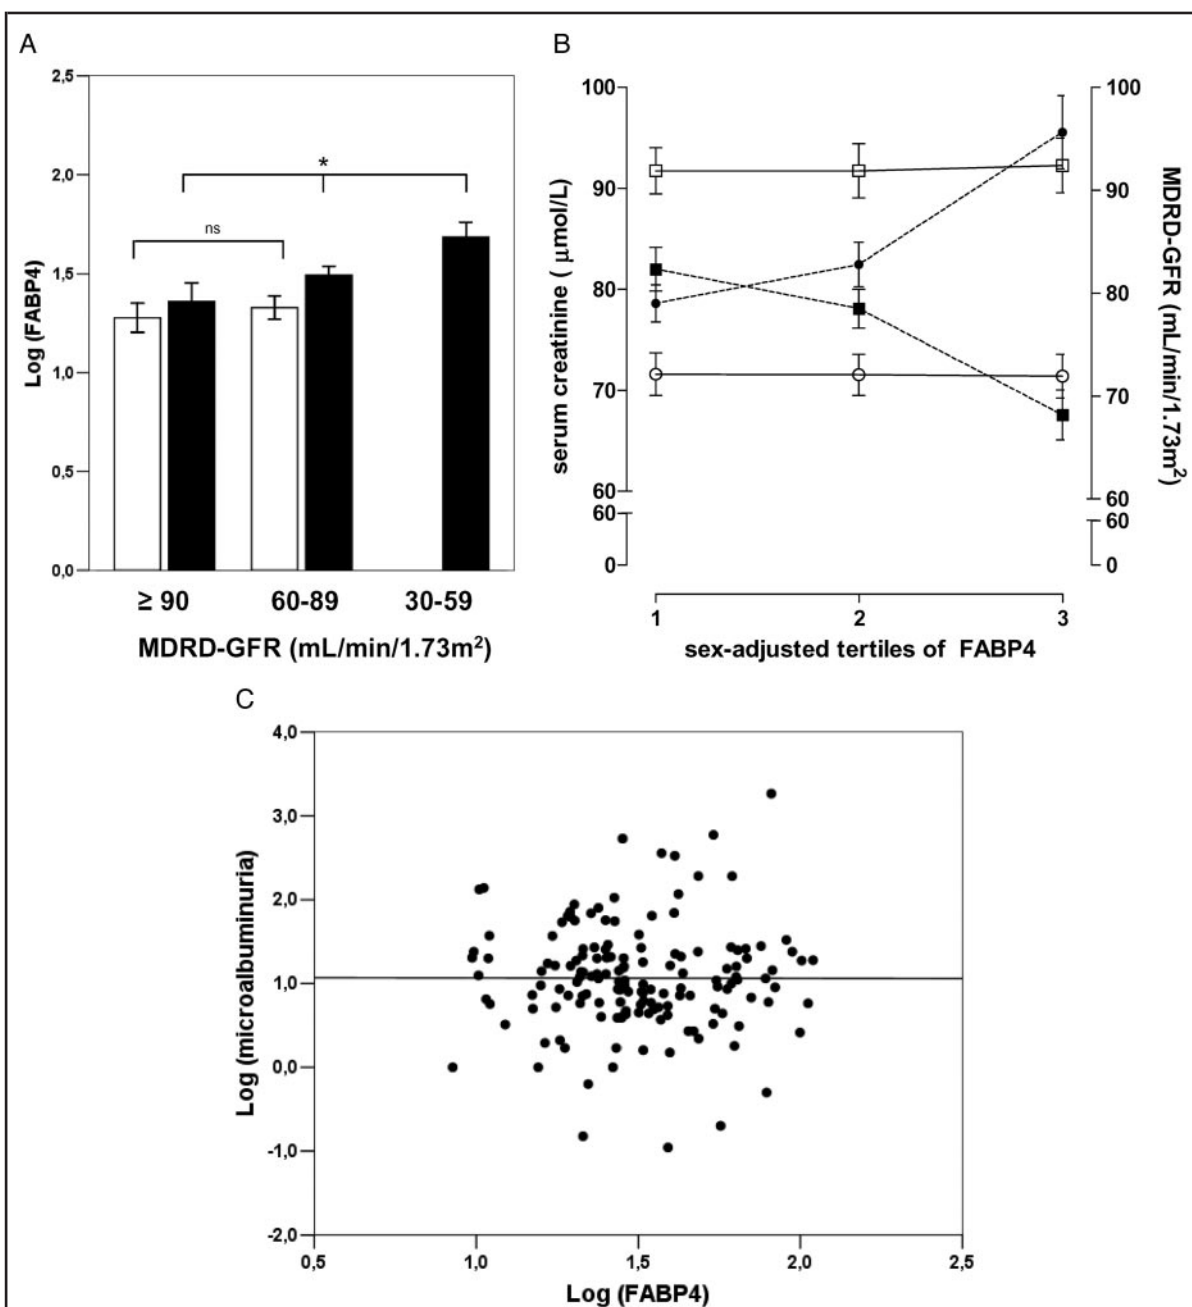 A
2,5
2,0
1,5
1,0
0,5
0,0
Log (FABP4)
*
ns
≥ 90 60-89 30-59
MDRD-GFR (mL/min/1.73m²)
B
100
90
80
70
60
60
0
serum creatinine ( μmol/L)
100
90
80
70
60
60
0
MDRD-GFR (mL/min/1.73m²)
1 2 3
sex-adjusted tertiles of FABP4
C
4,0
3,0
2,0
1,0
0,0
-1,0
-2,0
Log (microalbuminuria)
0,5 1,0 1,5 2,0 2,5
Log (FABP4)